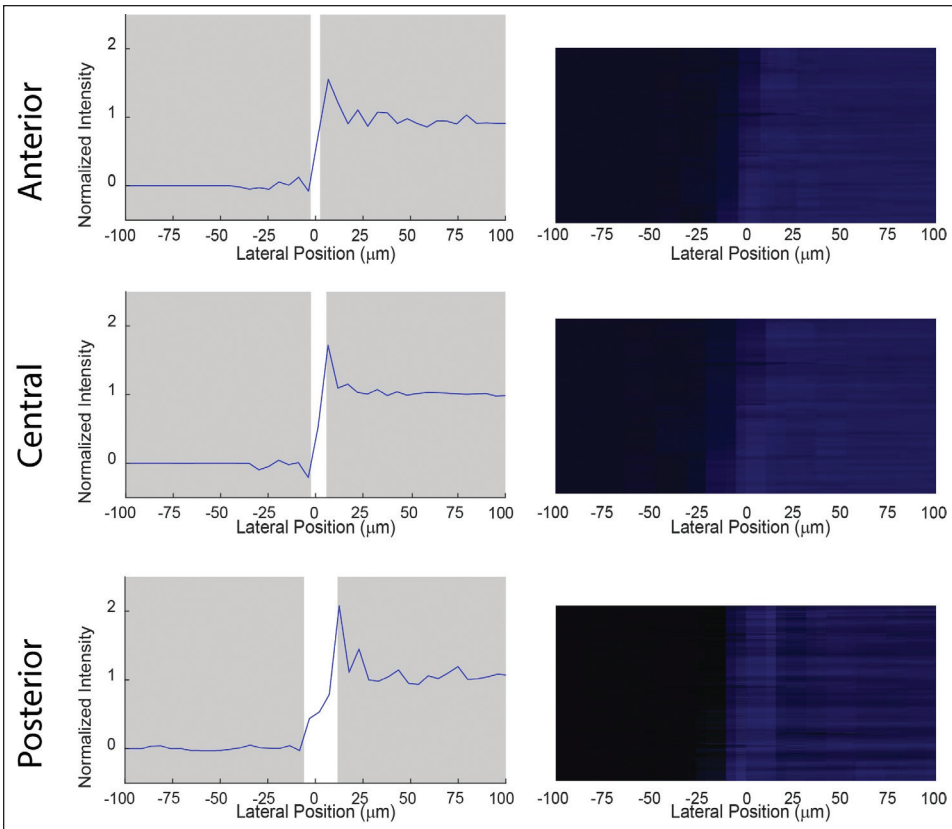 Anterior
Normalized Intensity
2
1
0
-100 -75 -50 -25 0 25 50 75 100
Lateral Position (μm)
-100 -75 -50 -25 0 25 50 75 100
Lateral Position (μm)
Central
Normalized Intensity
2
1
0
-100 -75 -50 -25 0 25 50 75 100
Lateral Position (μm)
-100 -75 -50 -25 0 25 50 75 100
Lateral Position (μm)
Posterior
Normalized Intensity
2
1
0
-100 -75 -50 -25 0 25 50 75 100
Lateral Position (μm)
-100 -75 -50 -25 0 25 50 75 100
Lateral Position (μm)